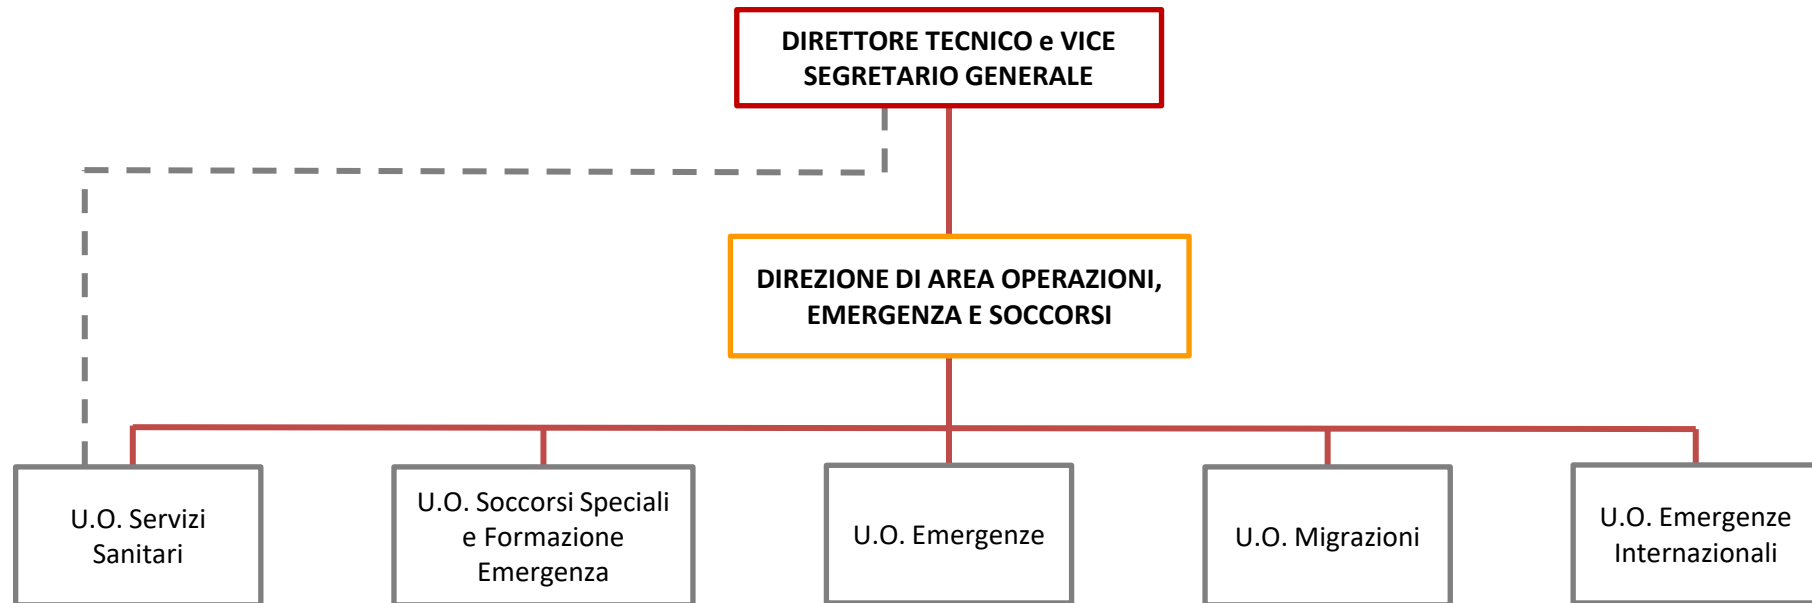 DIRETTORE TECNICO e VICE
SEGRETARIO GENERALE
DIREZIONE DI AREA OPERAZIONI,
EMERGENZA E SOCCORSI
U.O. Servizi
Sanitari
U.O. Soccorsi Speciali
e Formazione
Emergenza
U.O. Emergenze
U.O. Migrazioni
U.O. Emergenze
Internazionali